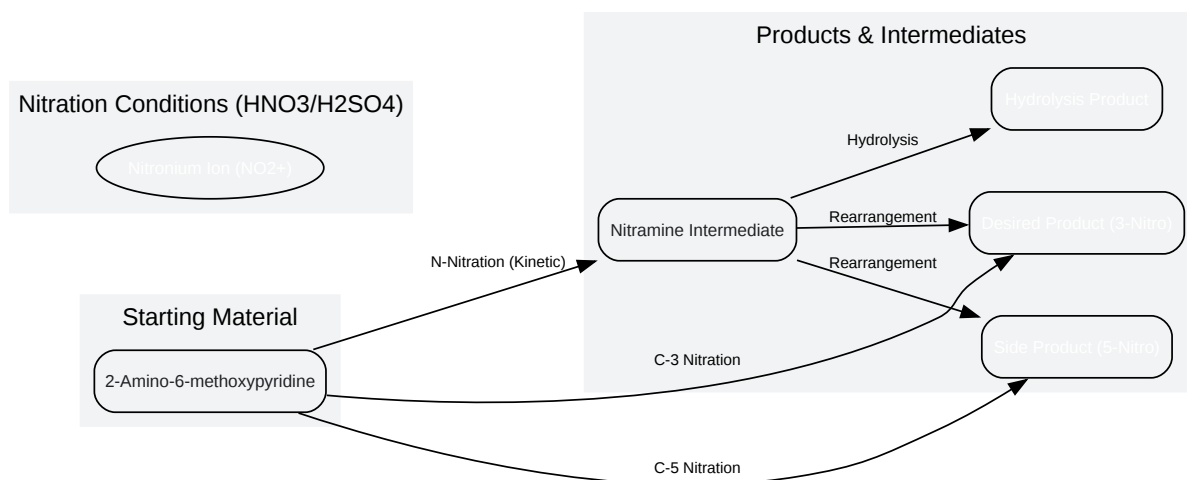 Products & Intermediates
Nitration Conditions (HNO3/H2SO4)
Nitronium Ion (NO2+)
Hydrolysis Product
Hydrolysis
Nitramine Intermediate
Rearrangement
Desired Product (3-Nitro)
N-Nitration (Kinetic)
Rearrangement
Starting Material
2-Amino-6-methoxypyridine
C-3 Nitration
Side Product (5-Nitro)
C-5 Nitration